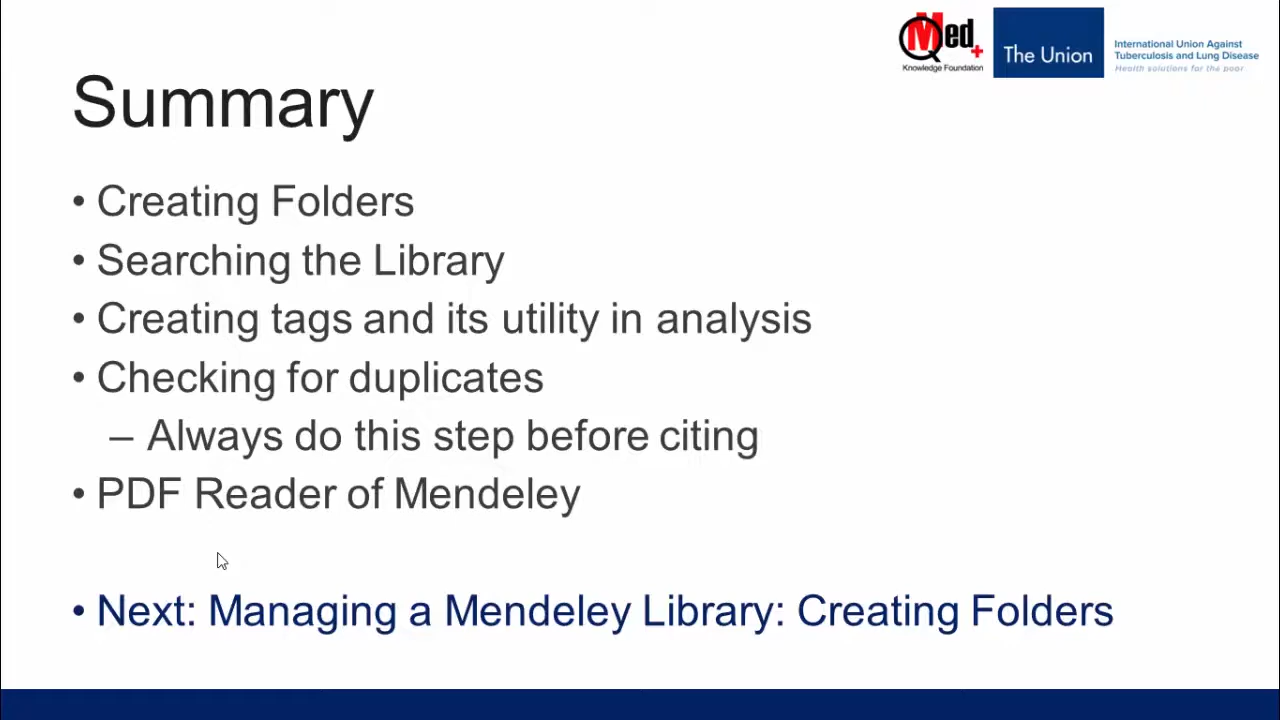 QMed+
Knowledge Foundation
The Union
International Union Against
Tuberculosis and Lung Disease
Health solutions for the poor
Summary
• Creating Folders
• Searching the Library
• Creating tags and its utility in analysis
• Checking for duplicates
– Always do this step before citing
• PDF Reader of Mendeley
• Next: Managing a Mendeley Library: Creating Folders